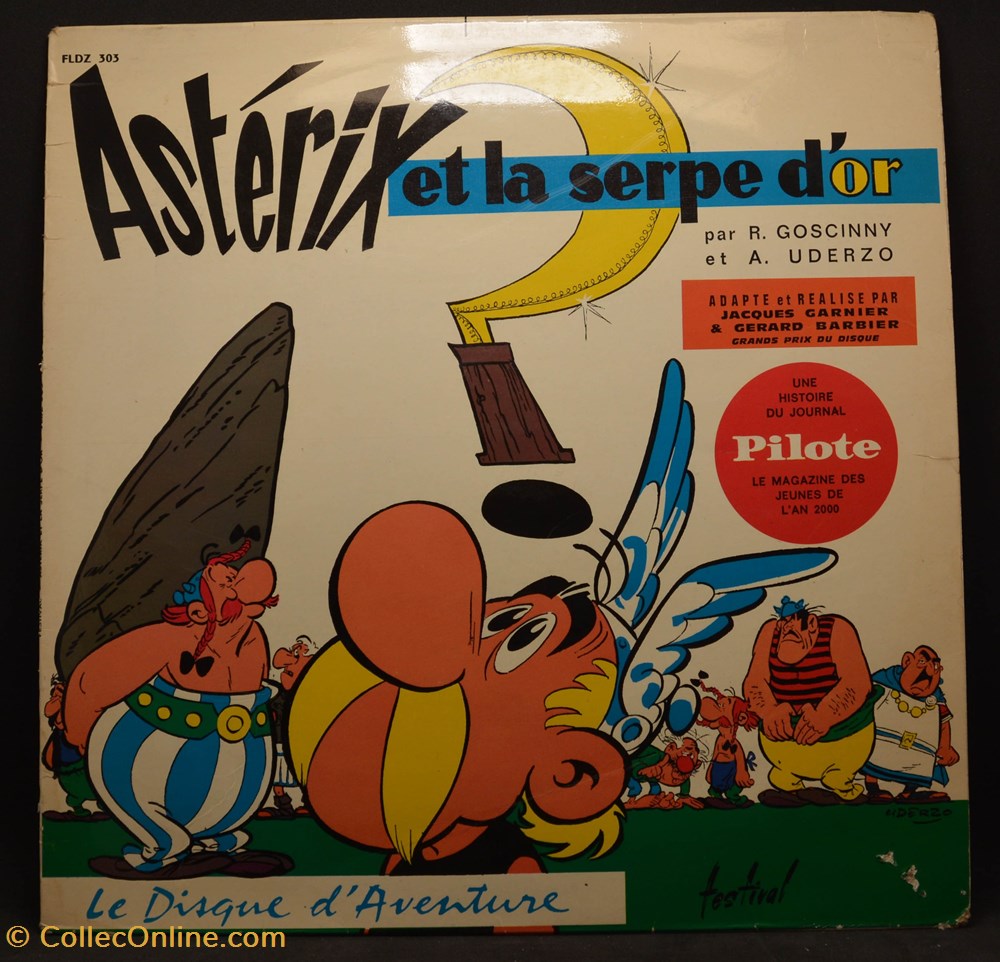 FLDZ 303
Astérix
et la serpe d'or
par R. GOSCINNY
et A. UDERZO
ADAPTE et REALISE PAR
JACQUES GARNIER
& GERARD BARBIER
GRANDS PRIX DU DISQUE
UNE
HISTOIRE
DU JOURNAL
Pilote
LE MAGAZINE DES
JEUNES DE
L'AN 2000
UDERZO
Le Disque d'Aventure
festival
© CollecOnline.com